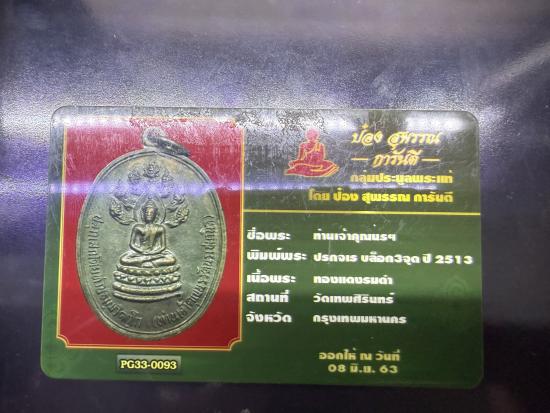 ป๋อง สุพรรณ
การันตี
กลุ่มประมูลพระแท้
โดย ป๋อง สุพรรณ การันตี
ชื่อพระ ท่านเจ้าคุณนรฯ
พิมพ์พระ ปรกจเร บล๊อค3จุด ปี 2513
เนื้อพระ ทองแดงรมดำ
สถานที่ วัดเทพศิรินทร์
จังหวัด กรุงเทพมหานคร
ออกให้ ณ วันที่
08 มิ.ย. 63
PG33-0093